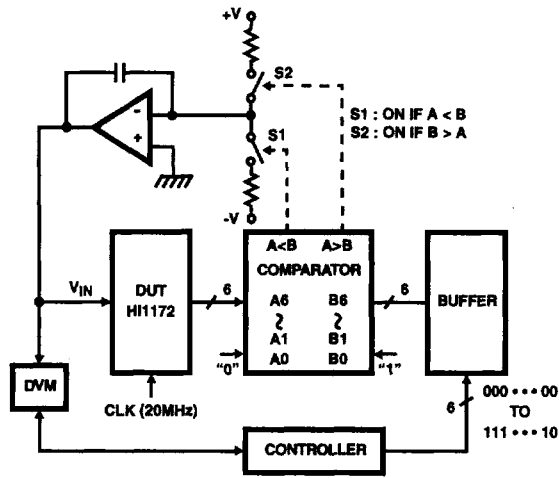 +V
S2
S1 : ON IF A < B
S2 : ON IF B > A
-
+
S1
-V
A<B A>B
COMPARATOR
DUT
HI1172
VIN
6
A6 B6
A1 B1
A0 B0
"0"
"1"
6
BUFFER
DVM
CLK (20MHz)
6
000 ••• 00
TO
111 ••• 10
CONTROLLER